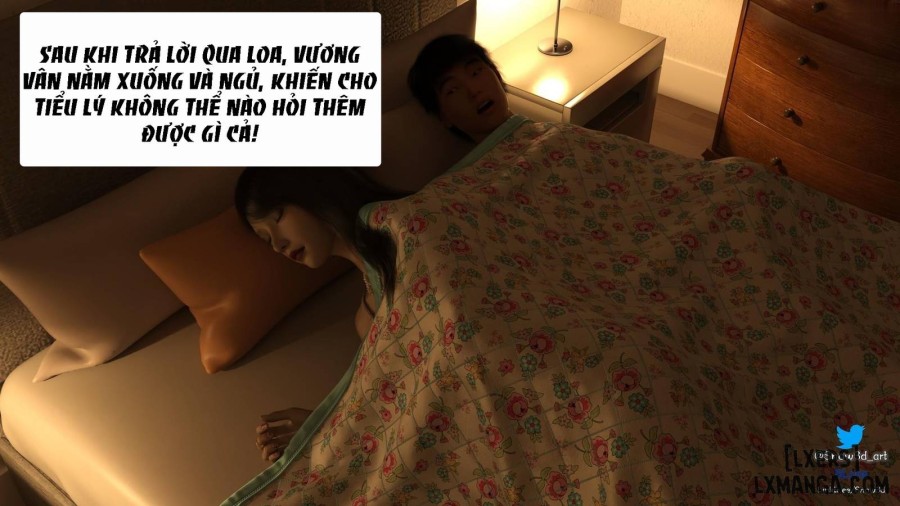 SAU KHI TRẢ LỜI QUA LOA, VƯƠNG
VÂN NẰM XUỐNG VÀ NGỦ, KHIẾN CHO
TIỂU LÝ KHÔNG THỂ NÀO HỎI THÊM
ĐƯỢC GÌ CẢ!
[LXERS]
LXMANGA.COM